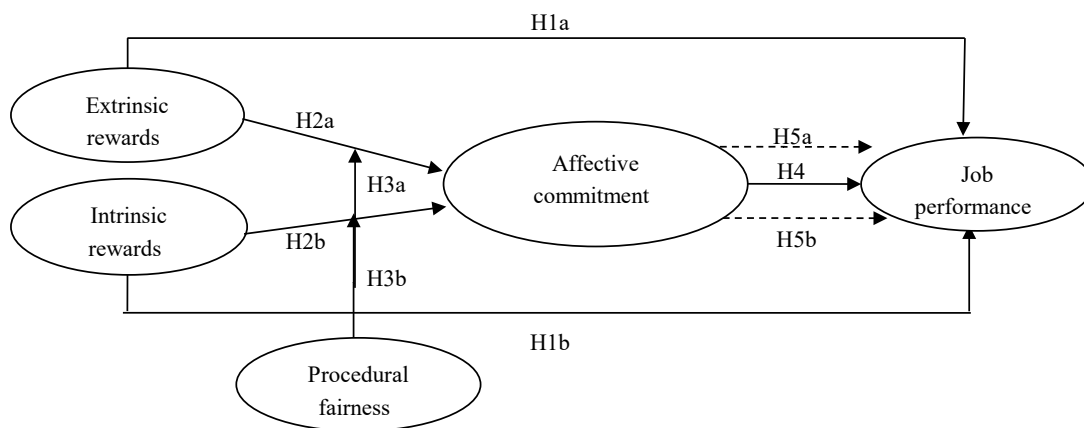 H1a
Extrinsic
rewards
H2a
H3a
Affective
commitment
H5a
H4
H5b
Job
performance
Intrinsic
rewards
H2b
H3b
H1b
Procedural
fairness